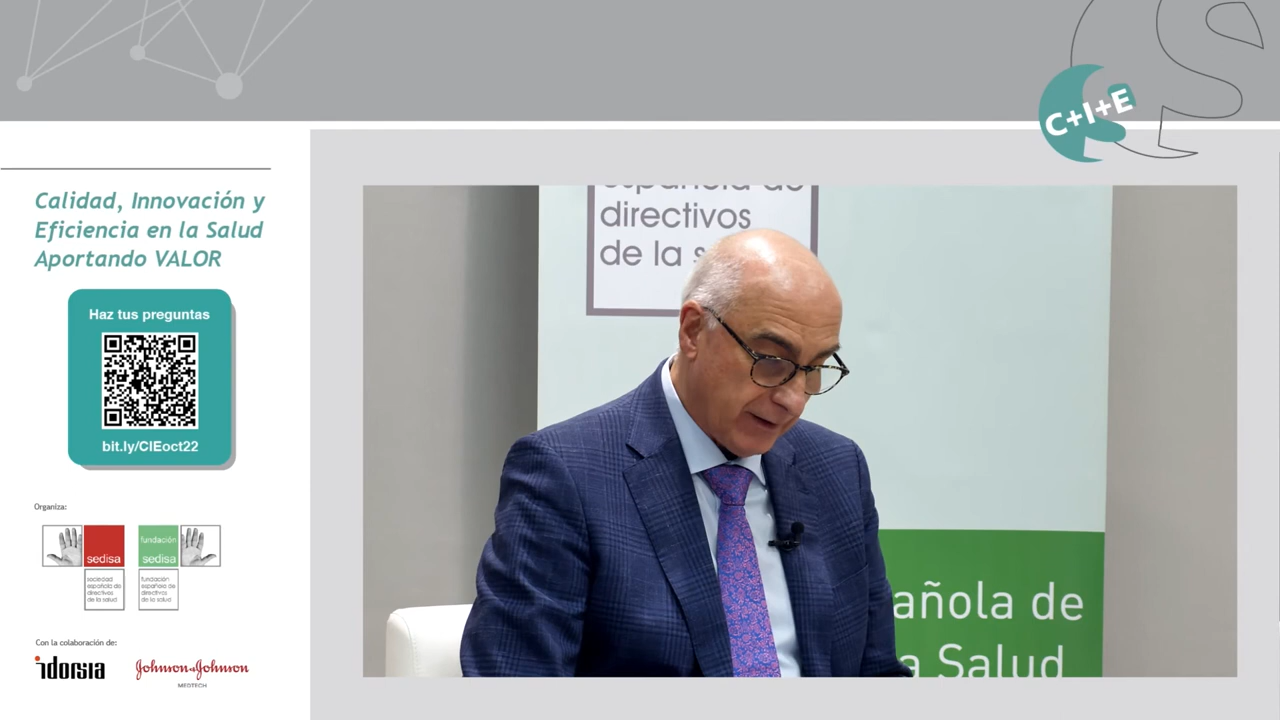 C+I+E
S
Calidad, Innovación y
Eficiencia en la Salud
Aportando VALOR
Haz tus preguntas
bit.ly/CIEoct22
Organiza:
sedisa
sociedad
española de
directivos
de la salud
fundación
sedisa
fundación
española de
directivos
de la salud
Con la colaboración de:
idorsia
Johnson & Johnson
MEDTECH
española de
directivos
de la s
añola de
a Salud